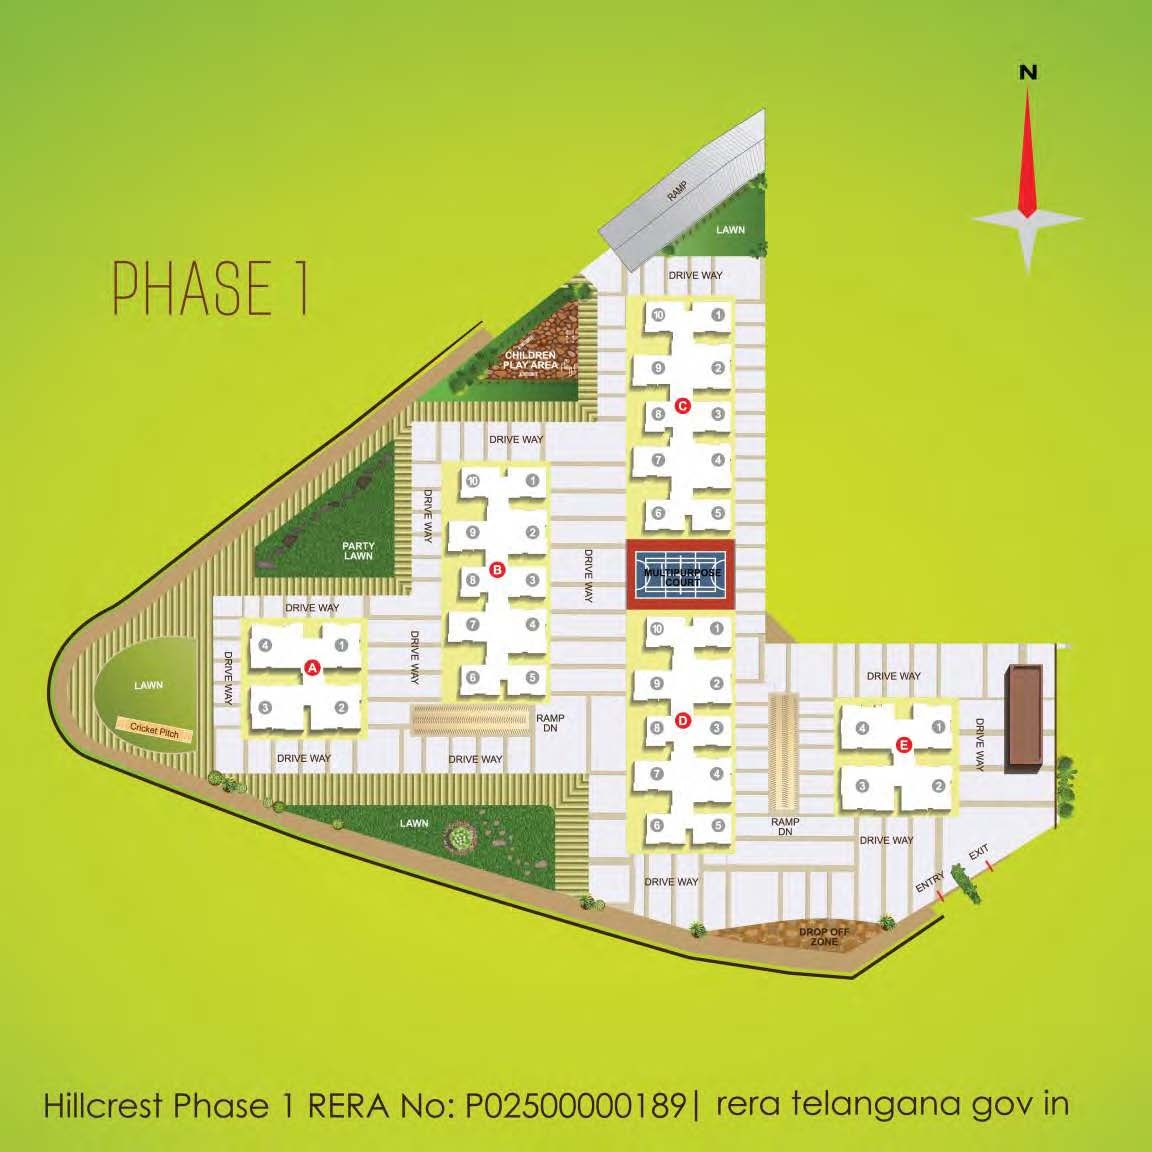 N
PHASE 1
RAMP
LAWN
DRIVE WAY
CHILDREN
PLAY AREA
10 1
9 2
C
8 3
7 4
6 5
DRIVE WAY
DRIVE WAY
10 1
9 2
B
8 3
7 4
6 5
PARTY
LAWN
DRIVE WAY
MULTIPURPOSE
COURT
DRIVE WAY
DRIVE WAY
DRIVE WAY
4 1
A
3 2
LAWN
Cricket Pitch
DRIVE WAY
RAMP
DN
DRIVE WAY
10 1
9 2
D
8 3
7 4
6 5
DRIVE WAY
4 1
E
3 2
DRIVE WAY
RAMP
DN
DRIVE WAY
LAWN
DRIVE WAY
ENTRY
EXIT
DROP OFF
ZONE
Hillcrest Phase 1 RERA No: P02500000189| rera telangana gov in